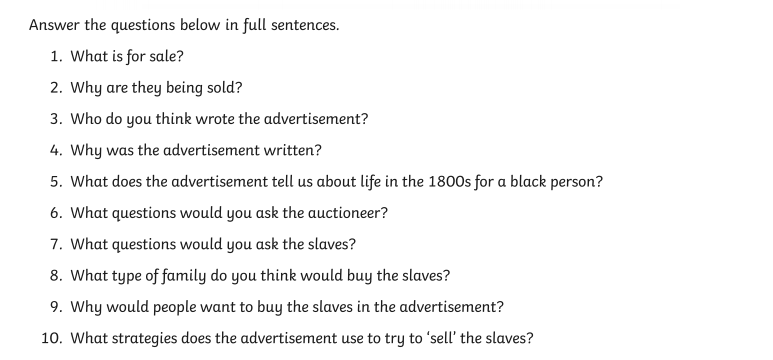 Answer the questions below in full sentences.
1. What is for sale?
2. Why are they being sold?
3. Who do you think wrote the advertisement?
4. Why was the advertisement written?
5. What does the advertisement tell us about life in the 1800s for a black person?
6. What questions would you ask the auctioneer?
7. What questions would you ask the slaves?
8. What type of family do you think would buy the slaves?
9. Why would people want to buy the slaves in the advertisement?
10. What strategies does the advertisement use to try to ‘sell’ the slaves?